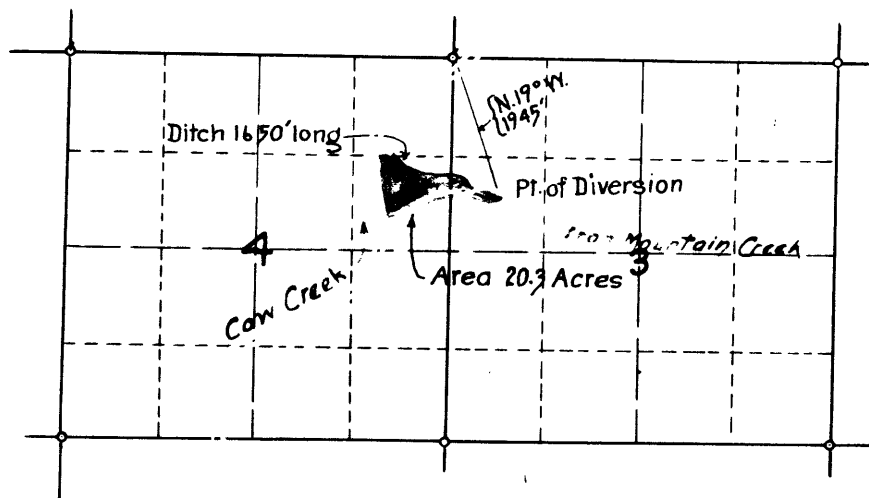 N.19°W.
1945'
Ditch 1650' long
Pt. of Diversion
Mountain Creek
4
3
Area 20.3 Acres
Cow Creek